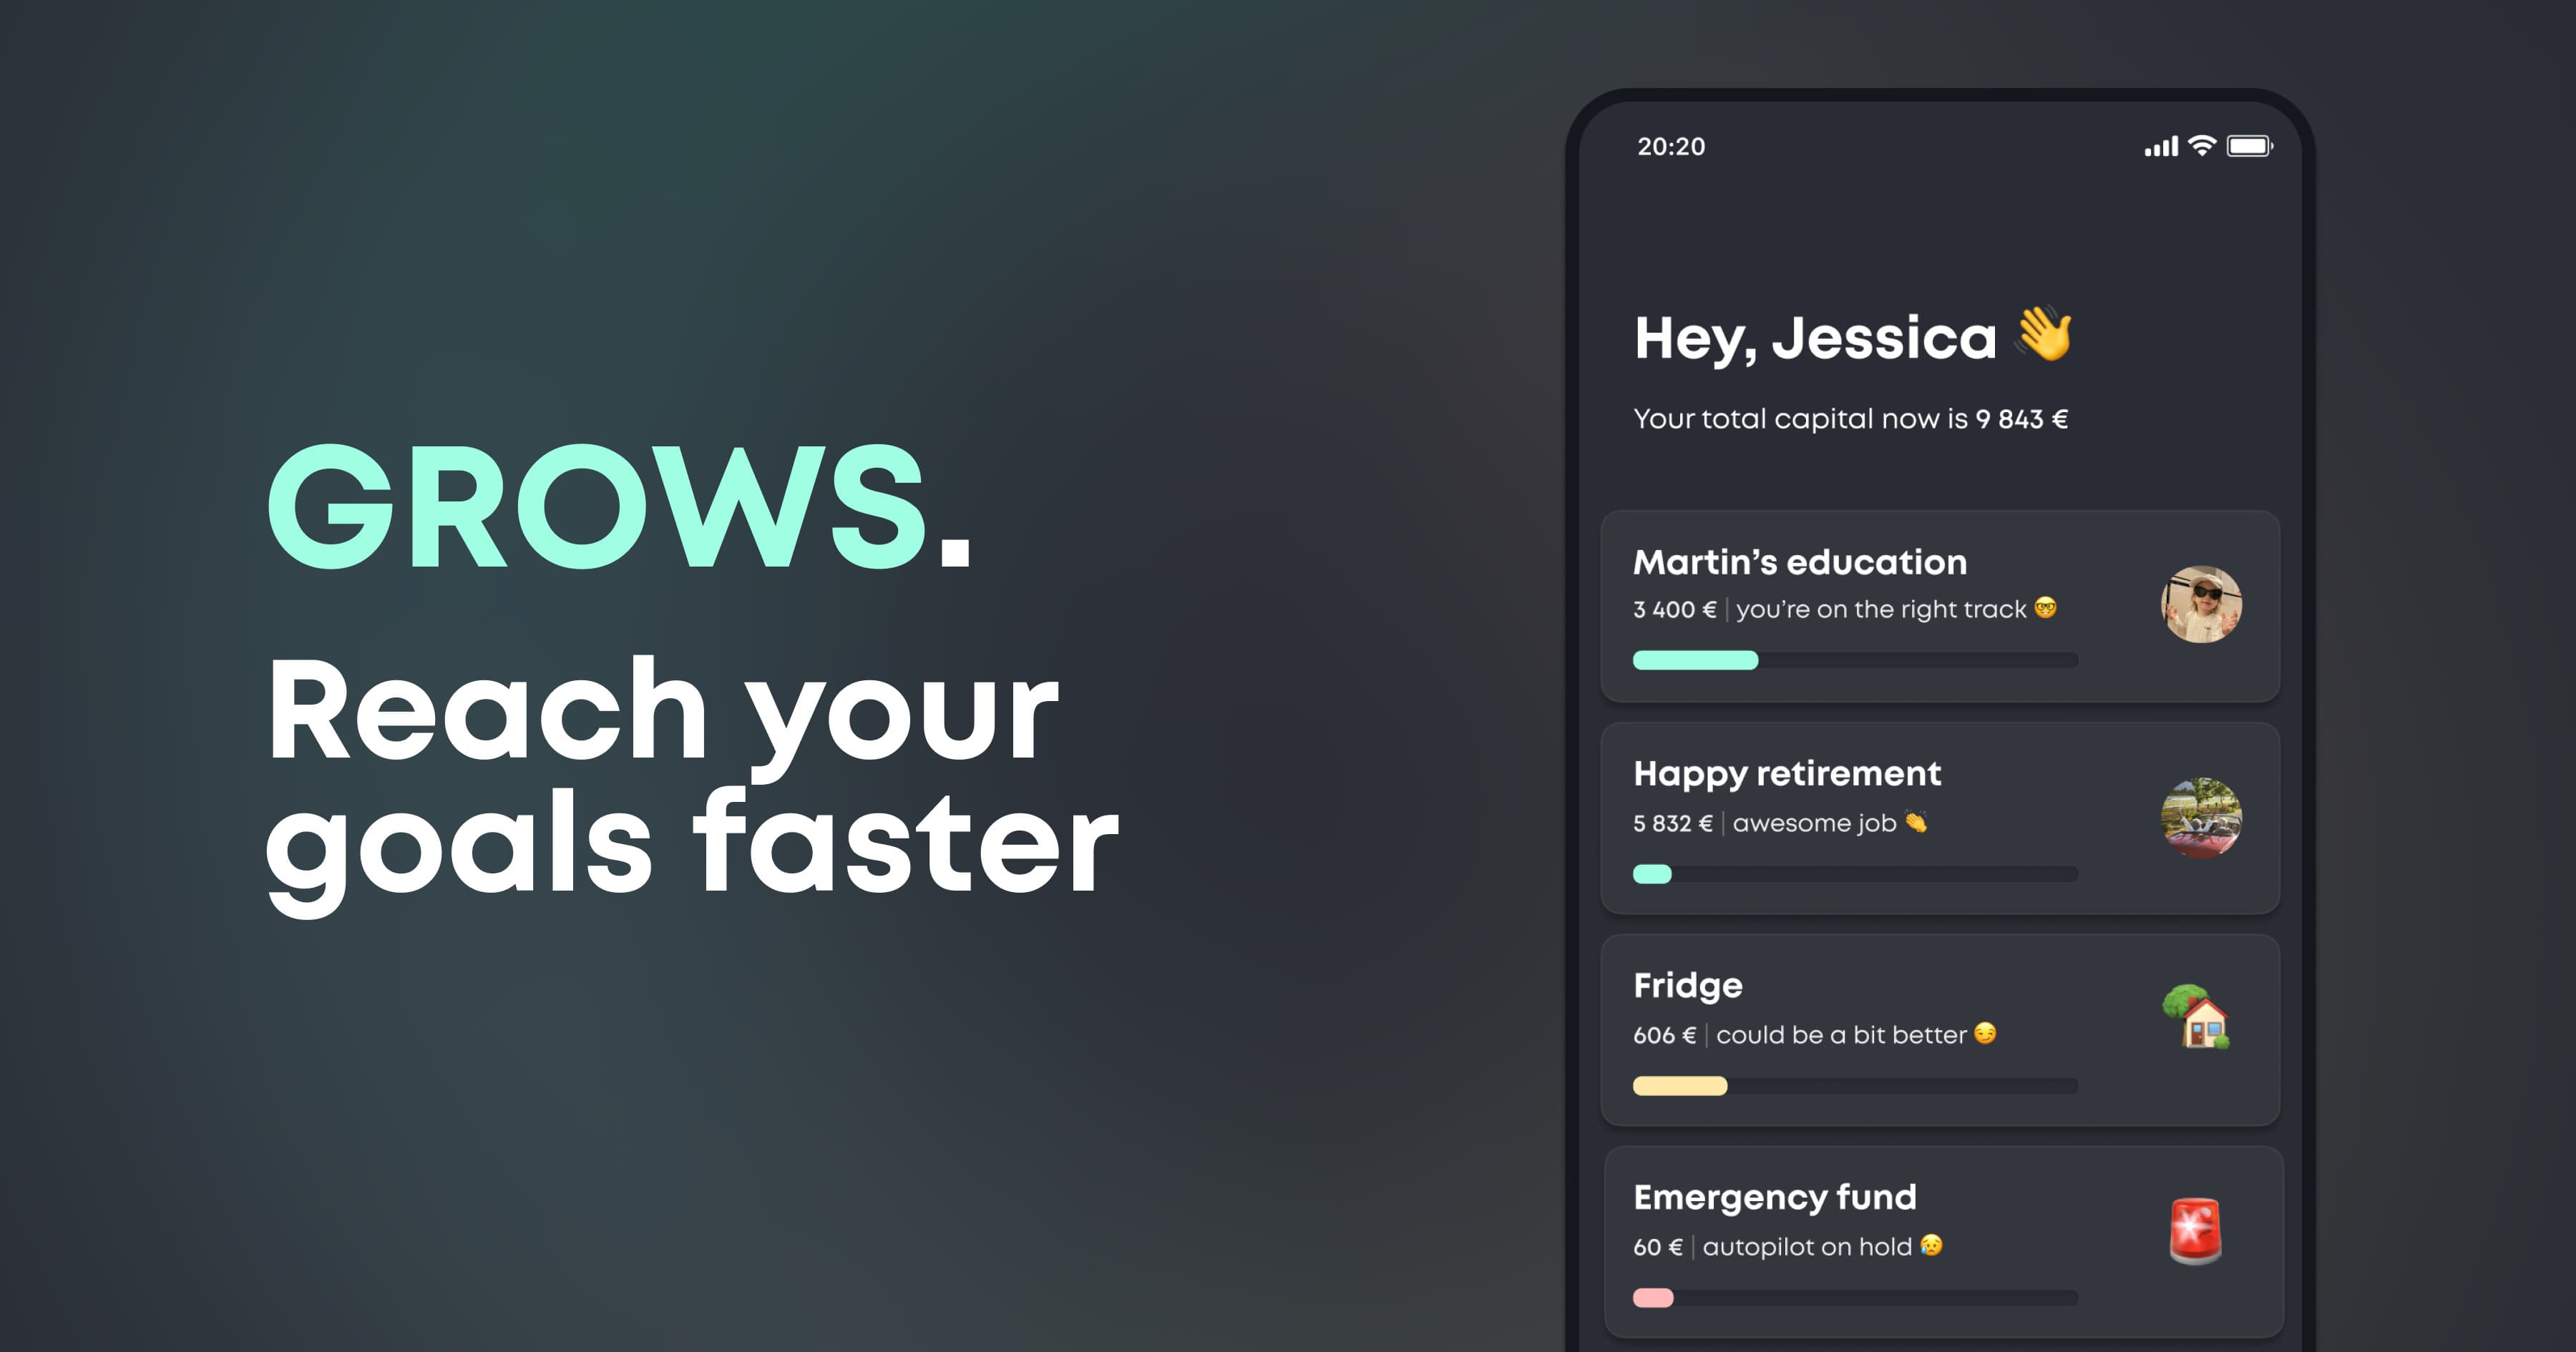 GROWS.
Reach your
goals faster
20:20
Hey, Jessica 👋
Your total capital now is 9 843 €
Martin’s education
3 400 € | you’re on the right track 🤓
Happy retirement
5 832 € | awesome job 👏
Fridge
606 € | could be a bit better 😏
Emergency fund
60 € | autopilot on hold 😥